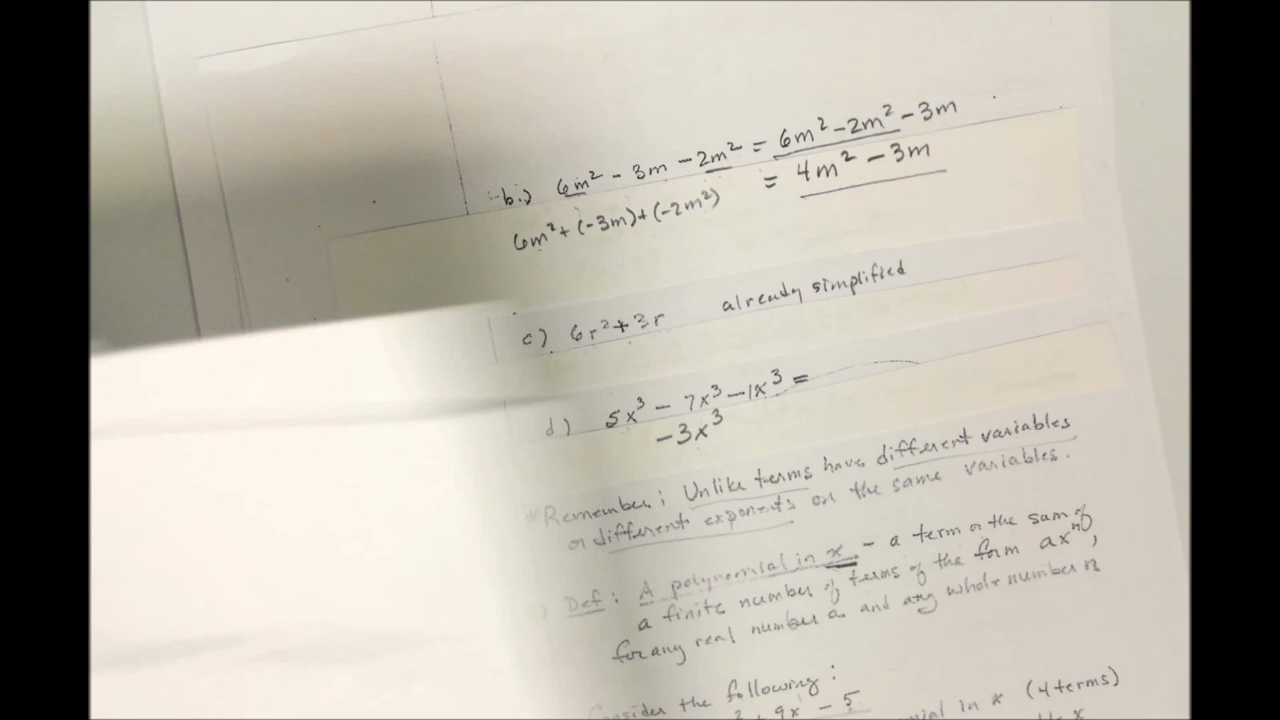 b.) 6m² - 3m - 2m² = 6m² - 2m² - 3m
6m² + (-3m) + (-2m²) = 4m² - 3m
c) 6r² + 3r already simplified
d) 5x³ - 7x³ - 1x³ =
-3x³
*Remember: Unlike terms have different variables
or different exponents on the same variables.
Def: A polynomial in x - a term or the sum of
a finite number of terms of the form axⁿ,
for any real number a and any whole number n
Consider the following:
+ 9x - 5
in x (4 terms)